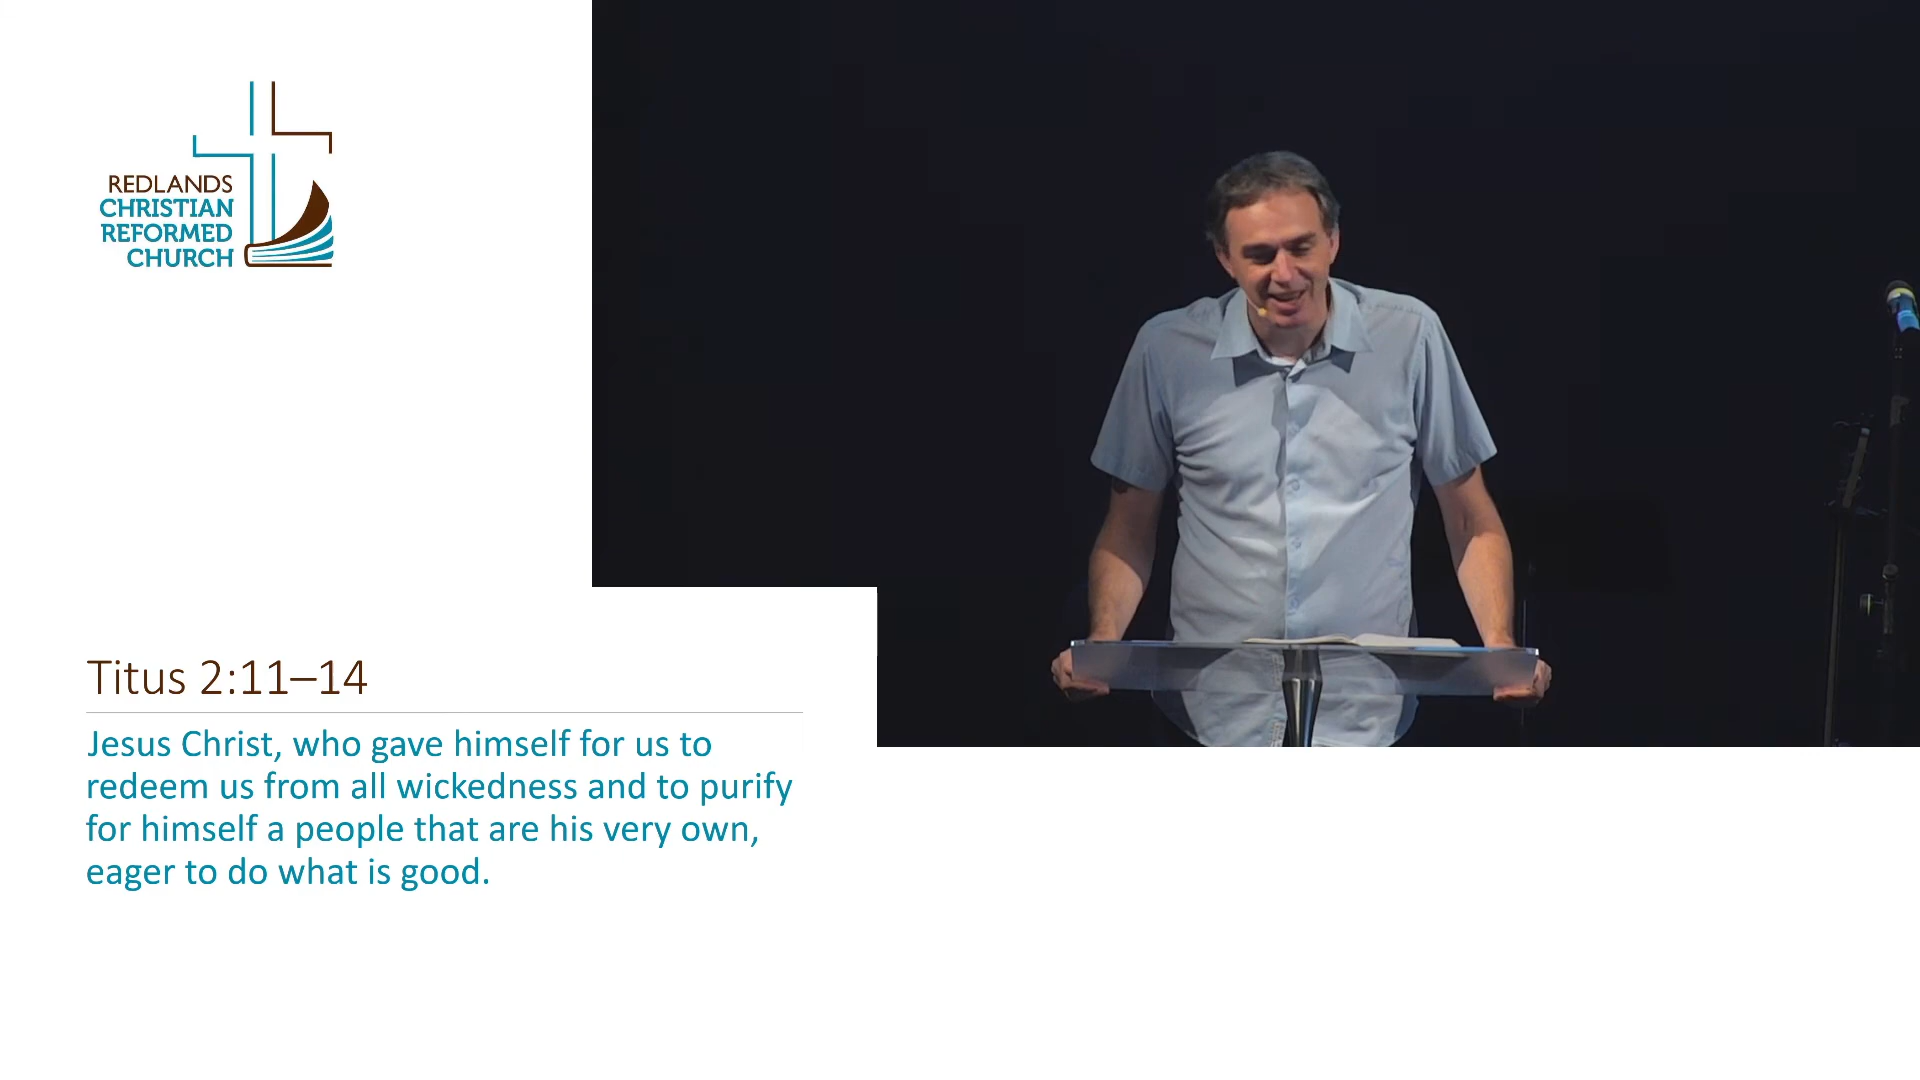 REDLANDS
CHRISTIAN
REFORMED
CHURCH
Titus 2:11–14
Jesus Christ, who gave himself for us to
redeem us from all wickedness and to purify
for himself a people that are his very own,
eager to do what is good.